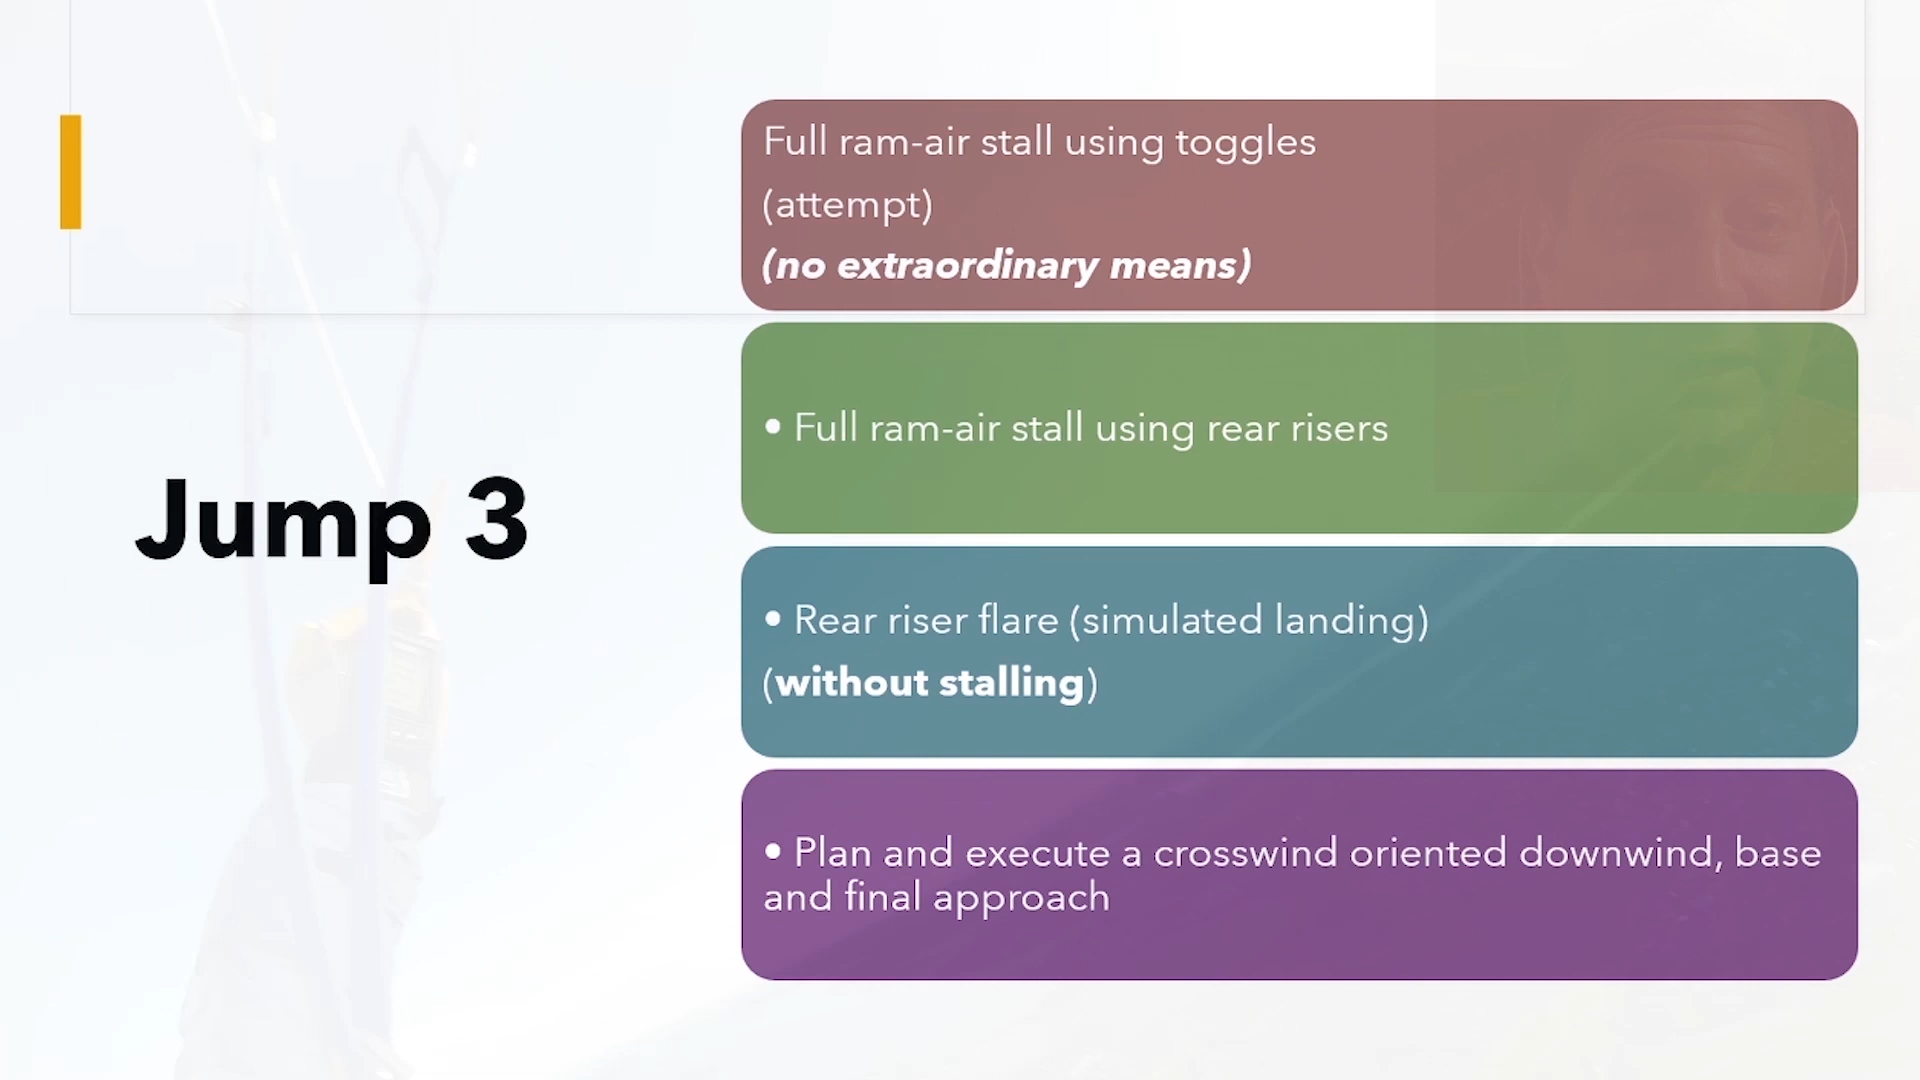 Jump 3
Full ram-air stall using toggles
(attempt)
(no extraordinary means)
• Full ram-air stall using rear risers
• Rear riser flare (simulated landing)
(without stalling)
• Plan and execute a crosswind oriented downwind, base
and final approach